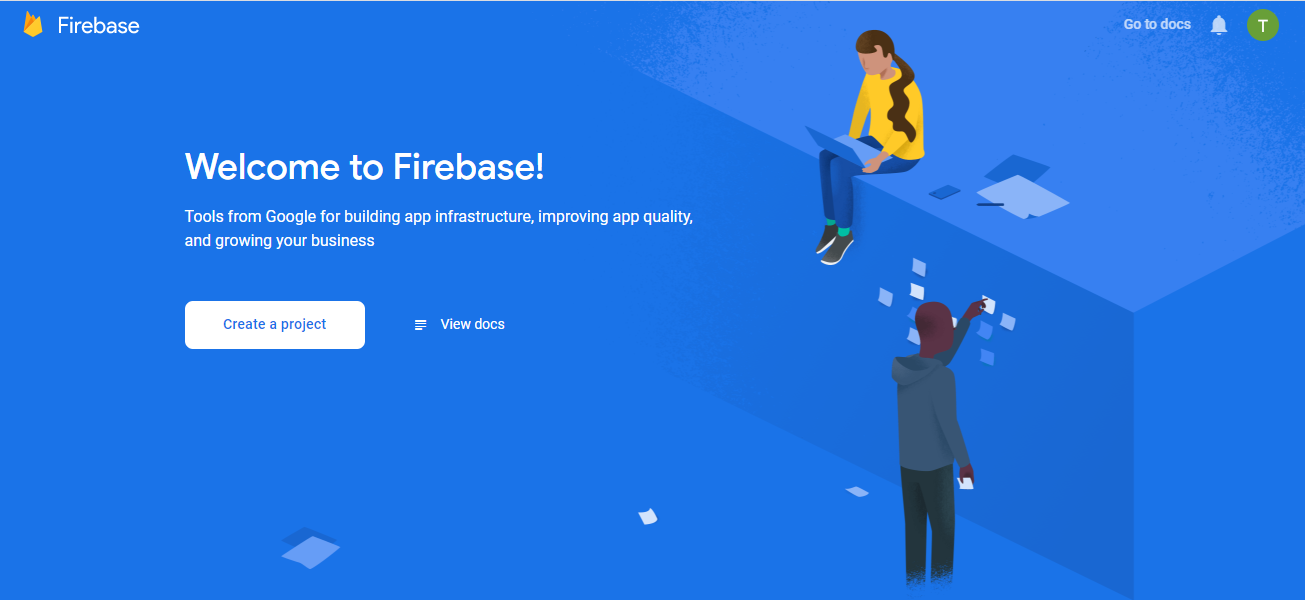 Firebase
Go to docs
T
Welcome to Firebase!
Tools from Google for building app infrastructure, improving app quality,
and growing your business
Create a project
View docs